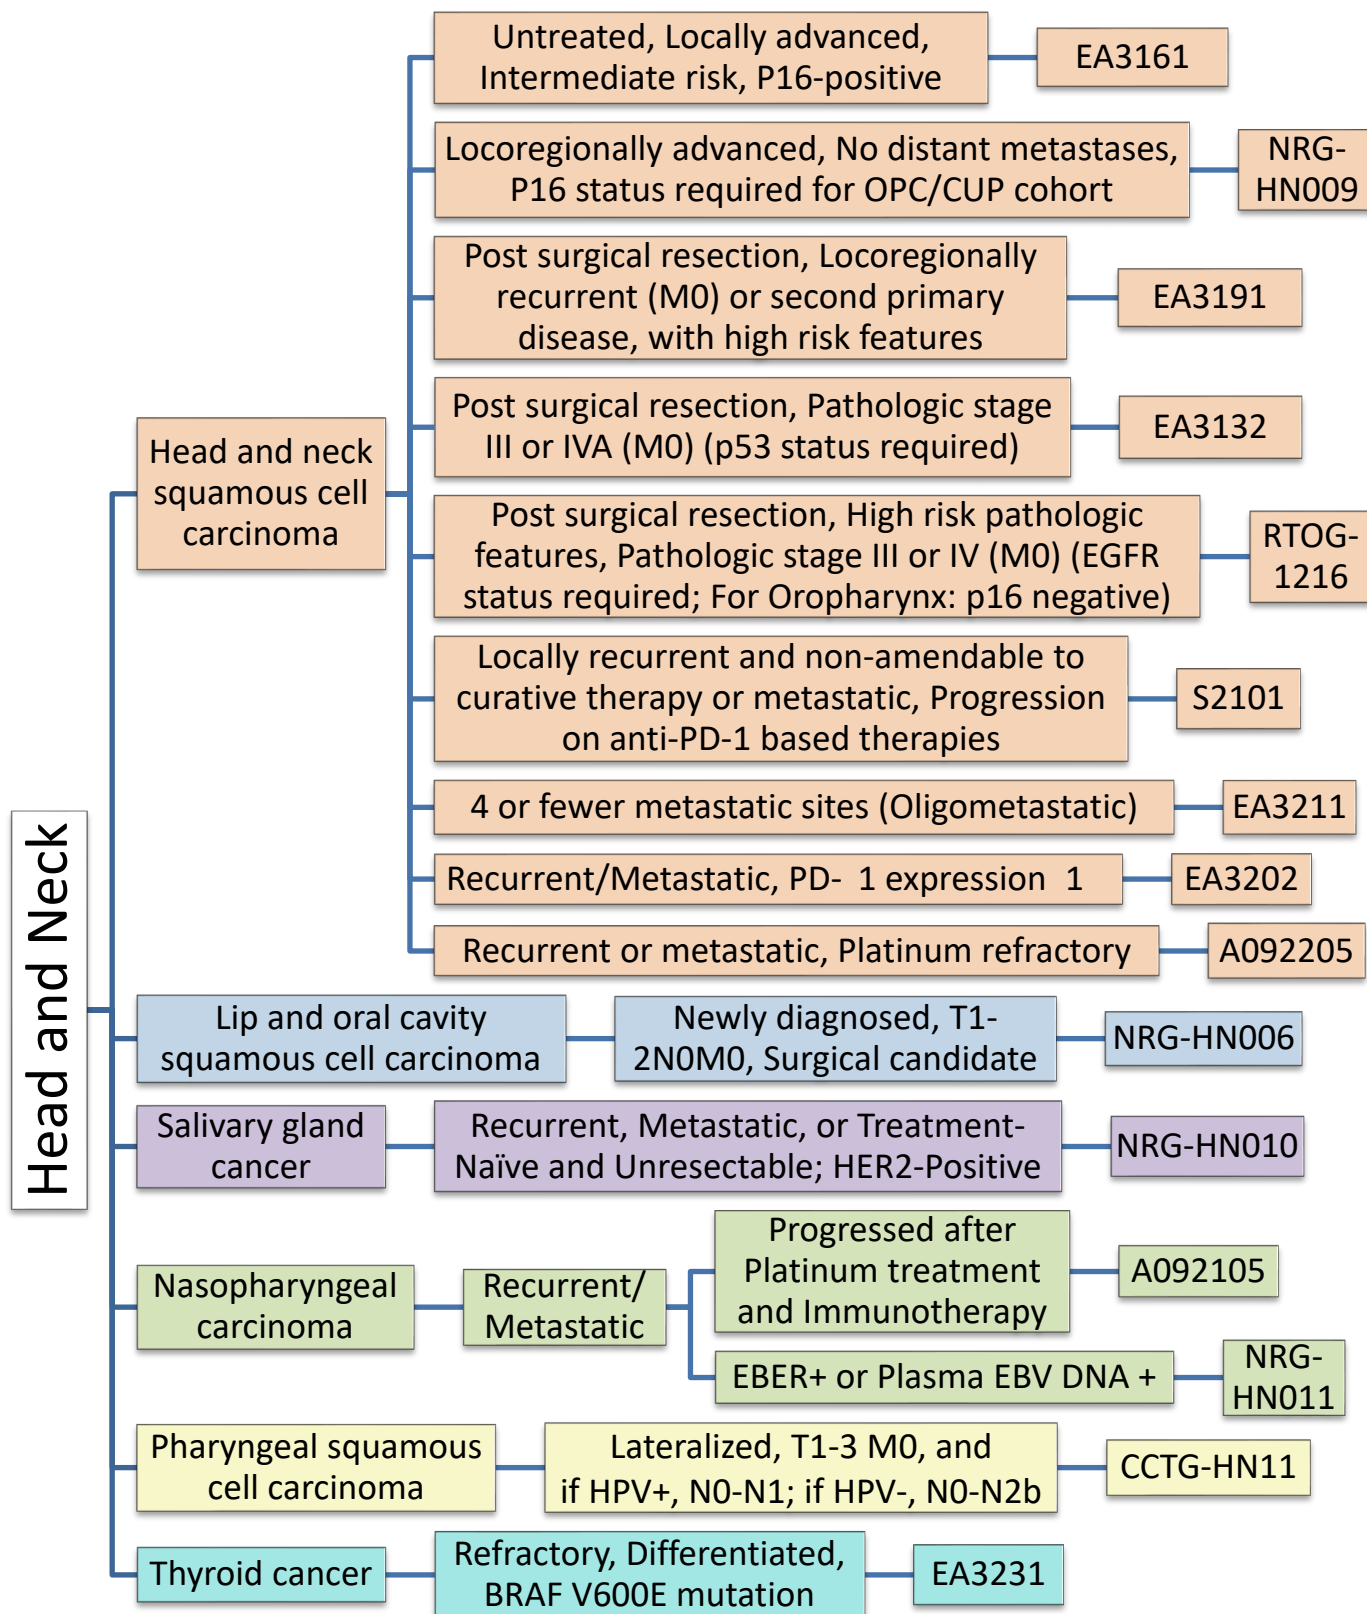 Head and Neck
Head and neck
squamous cell
carcinoma
Untreated, Locally advanced,
Intermediate risk, P16-positive
EA3161
Locoregionally advanced, No distant metastases,
P16 status required for OPC/CUP cohort
NRG-
HN009
Post surgical resection, Locoregionally
recurrent (M0) or second primary
disease, with high risk features
EA3191
Post surgical resection, Pathologic stage
III or IVA (M0) (p53 status required)
EA3132
Post surgical resection, High risk pathologic
features, Pathologic stage III or IV (M0) (EGFR
status required; For Oropharynx: p16 negative)
RTOG-
1216
Locally recurrent and non-amendable to
curative therapy or metastatic, Progression
on anti-PD-1 based therapies
S2101
4 or fewer metastatic sites (Oligometastatic)
EA3211
Recurrent/Metastatic, PD- 1 expression 1
EA3202
Recurrent or metastatic, Platinum refractory
A092205
Lip and oral cavity
squamous cell carcinoma
Newly diagnosed, T1-
2N0M0, Surgical candidate
NRG-HN006
Salivary gland
cancer
Recurrent, Metastatic, or Treatment-
Naïve and Unresectable; HER2-Positive
NRG-HN010
Nasopharyngeal
carcinoma
Recurrent/
Metastatic
Progressed after
Platinum treatment
and Immunotherapy
A092105
EBER+ or Plasma EBV DNA +
NRG-
HN011
Pharyngeal squamous
cell carcinoma
Lateralized, T1-3 M0, and
if HPV+, N0-N1; if HPV-, N0-N2b
CCTG-HN11
Thyroid cancer
Refractory, Differentiated,
BRAF V600E mutation
EA3231